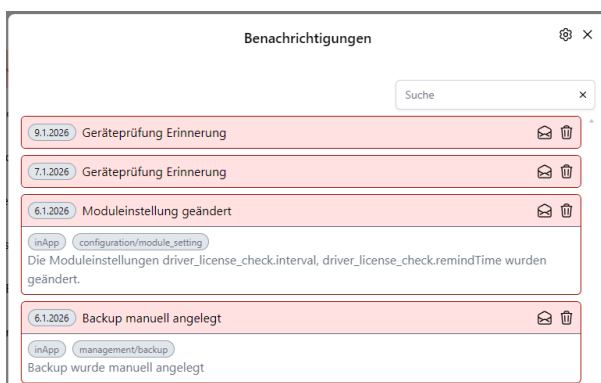 Benachrichtigungen
Suche
9.1.2026 Geräteprüfung Erinnerung
7.1.2026 Geräteprüfung Erinnerung
6.1.2026 Moduleinstellung geändert
inApp configuration/module_setting
Die Moduleinstellungen driver_license_check.interval, driver_license_check.remindTime wurden
geändert.
6.1.2026 Backup manuell angelegt
inApp management/backup
Backup wurde manuell angelegt